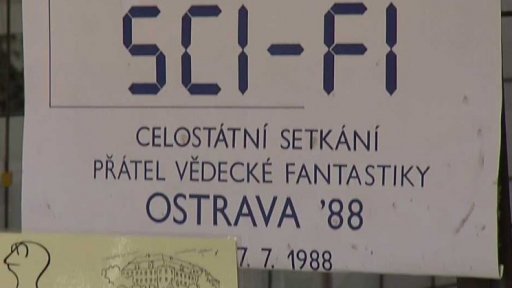 SCI-FI
CELOSTÁTNÍ SETKÁNÍ
PŘÁTEL VĚDECKÉ FANTASTIKY
OSTRAVA '88
7. 7. 1988